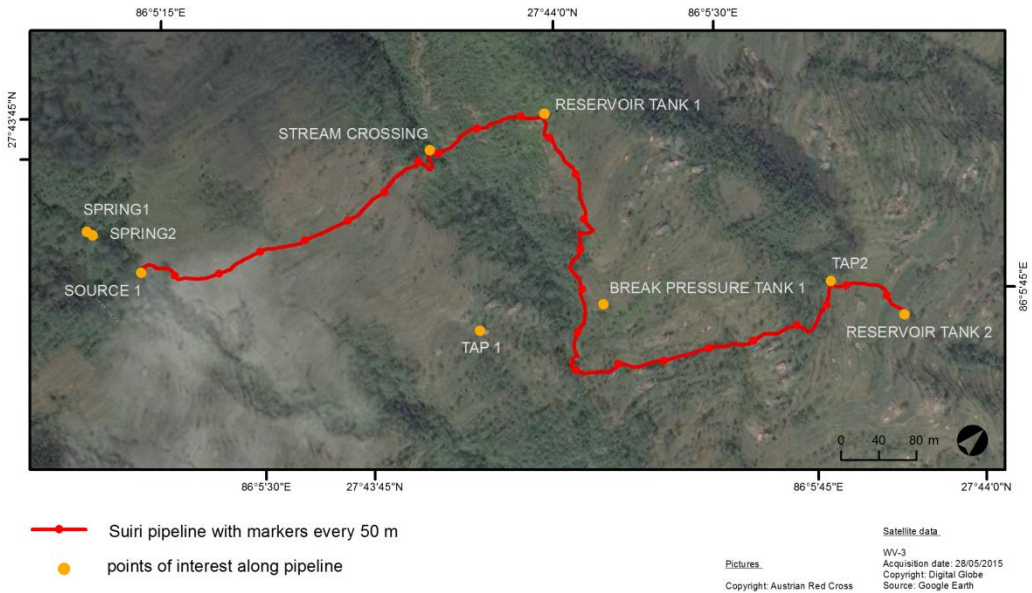 86°5'15"E
27°44'0"N
86°5'30"E
27°43'45"N
RESERVOIR TANK 1
STREAM CROSSING
SPRING1
SPRING2
SOURCE 1
TAP2
86°5'45"E
BREAK PRESSURE TANK 1
RESERVOIR TANK 2
TAP 1
0 40 80 m
86°5'30"E
27°43'45"N
86°5'45"E
27°44'0"N
Suiri pipeline with markers every 50 m
points of interest along pipeline
Pictures
Copyright: Austrian Red Cross
Satellite data
WV-3
Acquisition date: 28/05/2015
Copyright: Digital Globe
Source: Google Earth